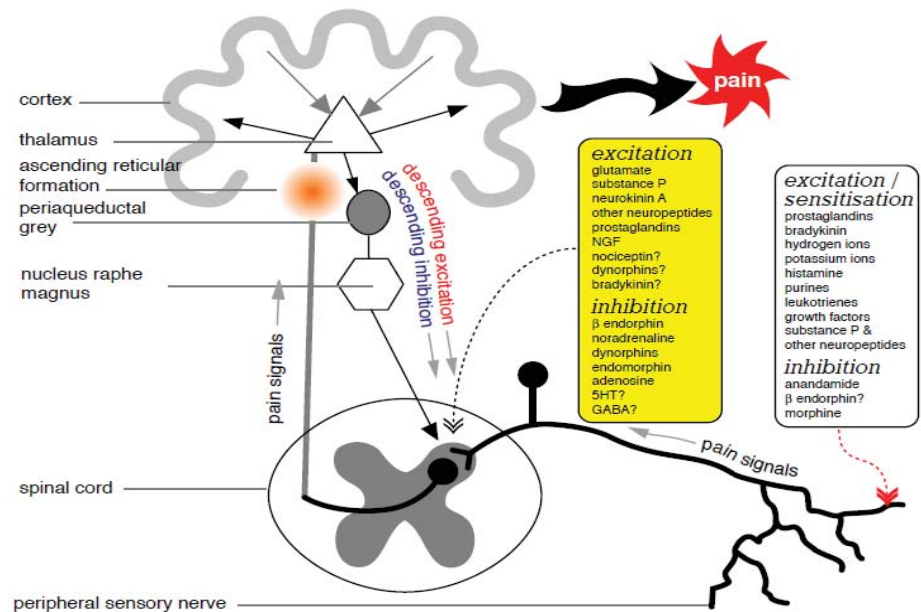 cortex
thalamus
ascending reticular
formation
periaqueductal
grey
nucleus raphe
magnus
pain signals
descending inhibition
descending excitation
spinal cord
peripheral sensory nerve
pain
excitation
glutamate
substance P
neurokinin A
other neuropeptides
prostaglandins
NGF
nociceptin?
dynorphins?
bradykinin?
inhibition
β endorphin
noradrenaline
dynorphins
endomorphin
adenosine
5HT?
GABA?
excitation /
sensitisation
prostaglandins
bradykinin
hydrogen ions
potassium ions
histamine
purines
leukotrienes
growth factors
substance P &
other neuropeptides
inhibition
anandamide
β endorphin?
morphine
pain signals